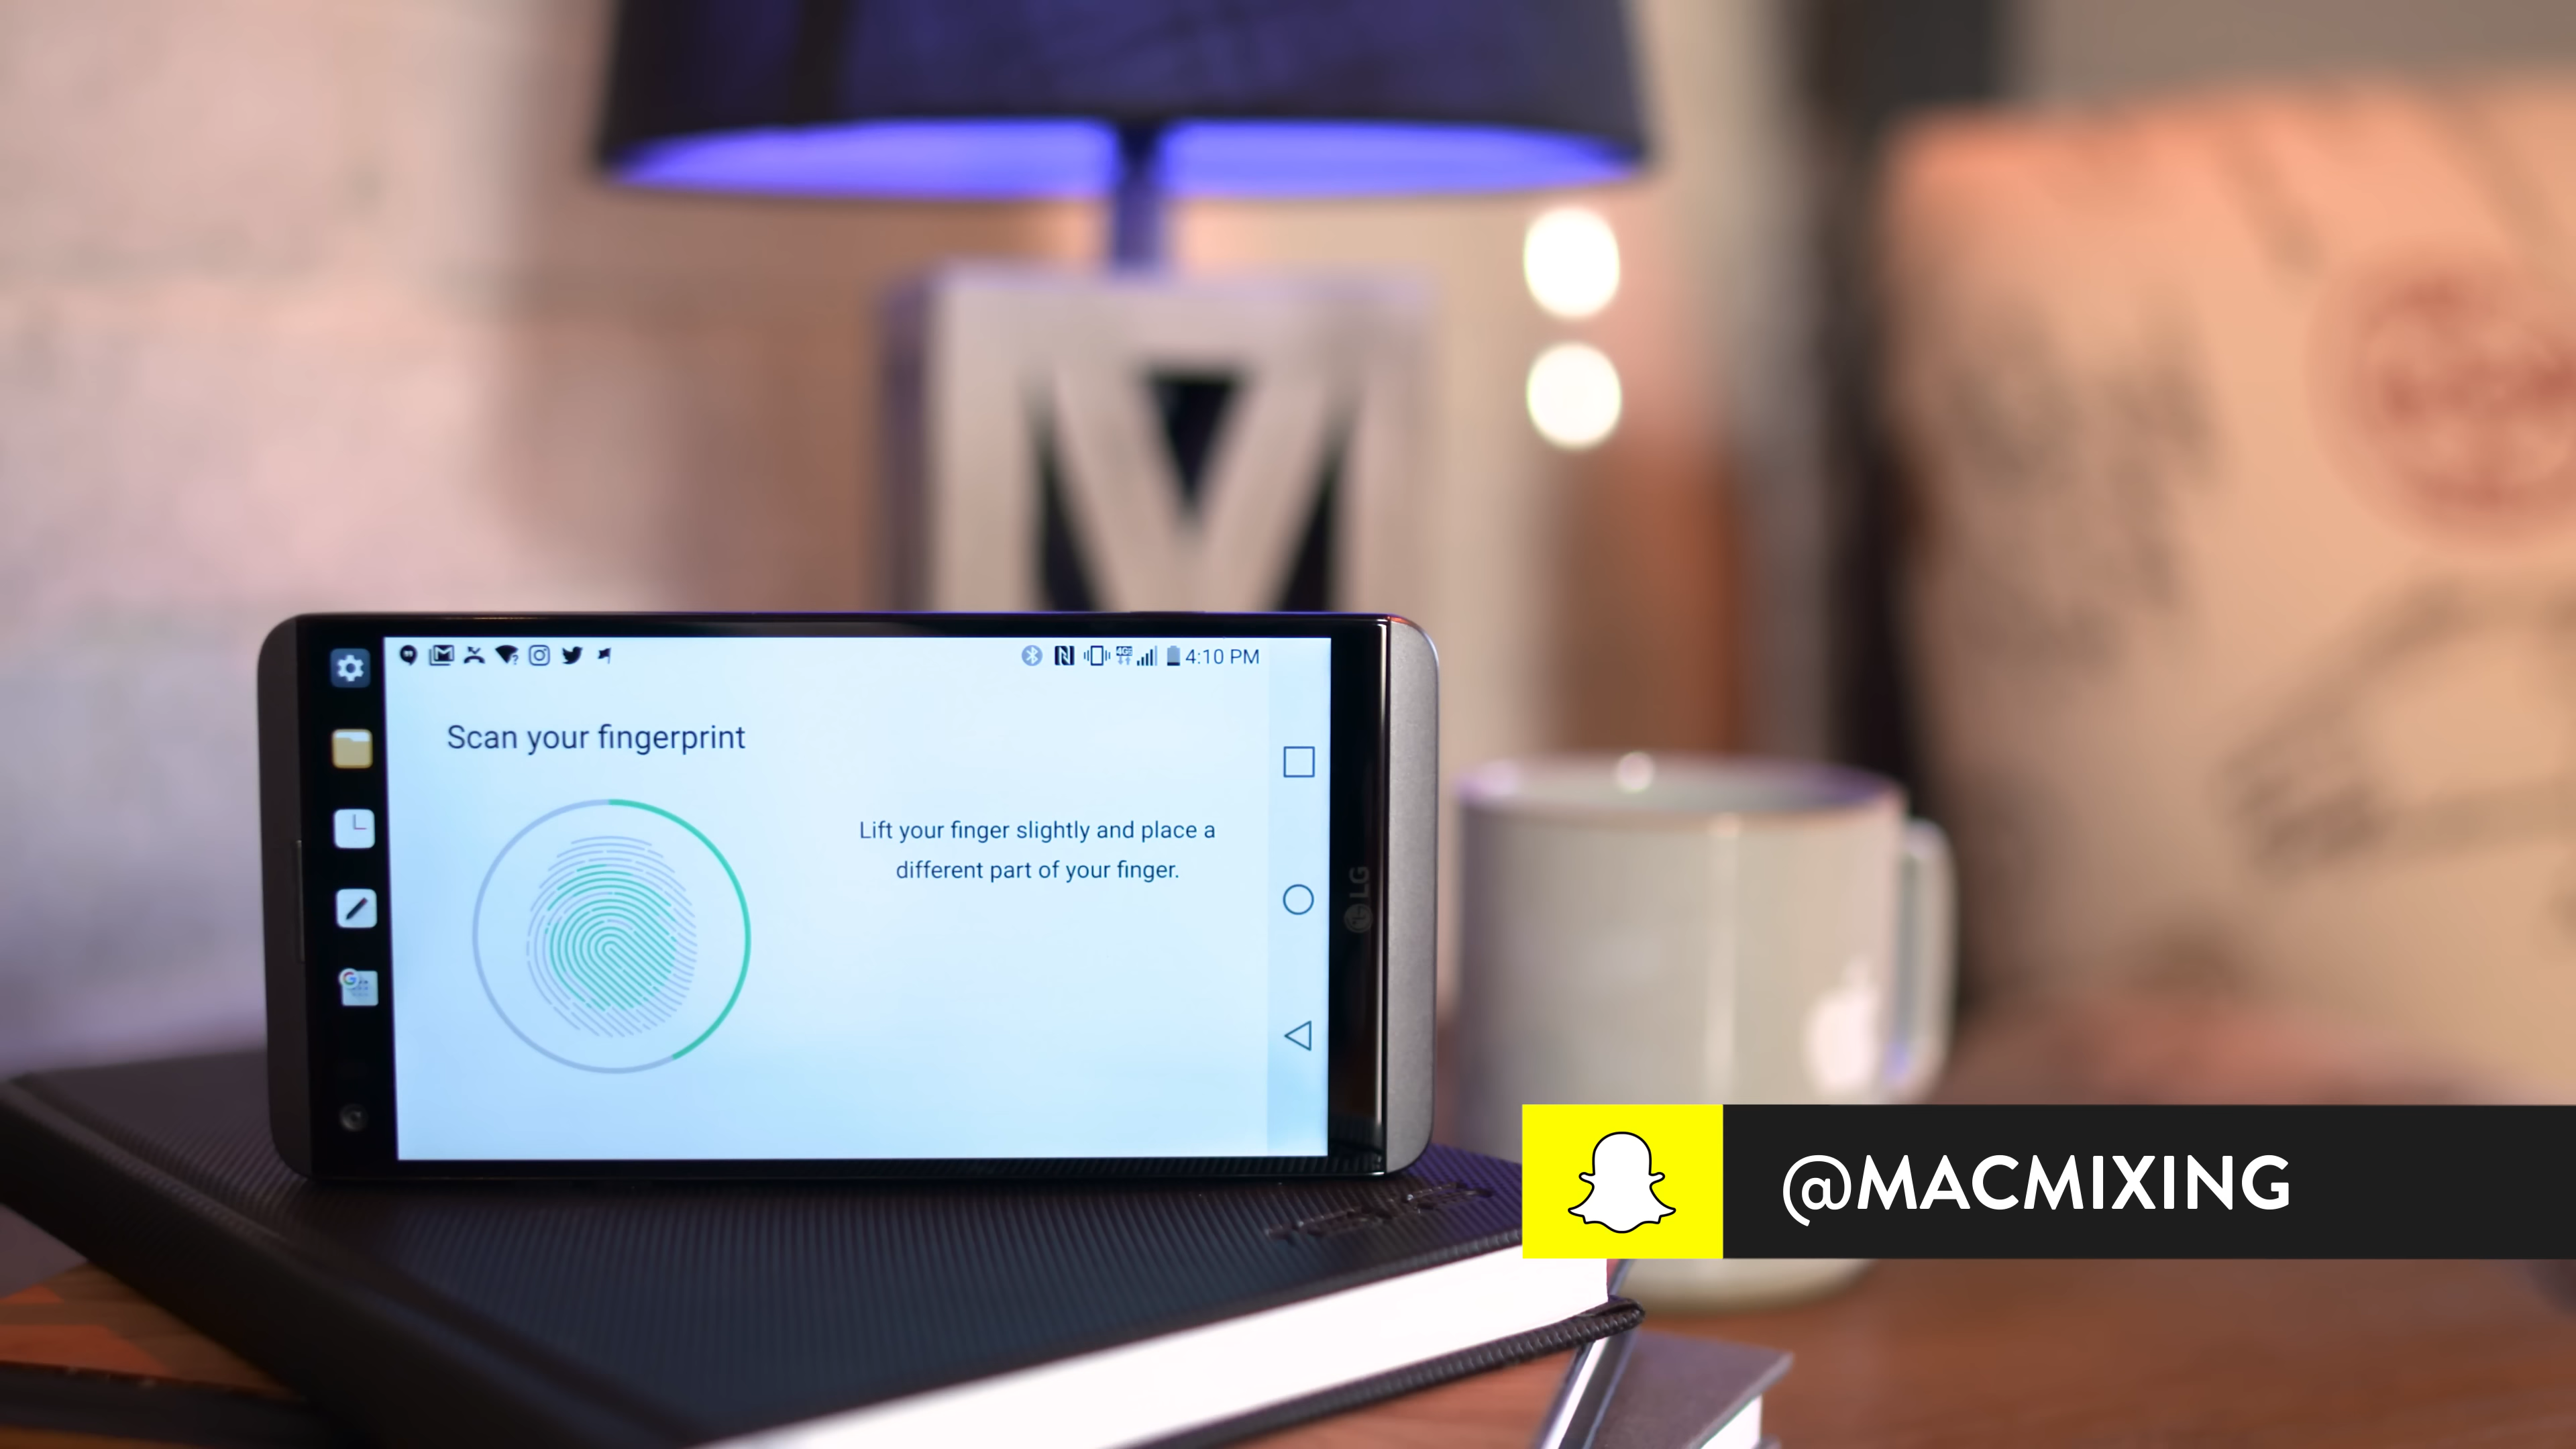 4:10 PM
Scan your fingerprint
Lift your finger slightly and place a
different part of your finger.
LG
@MACMIXING